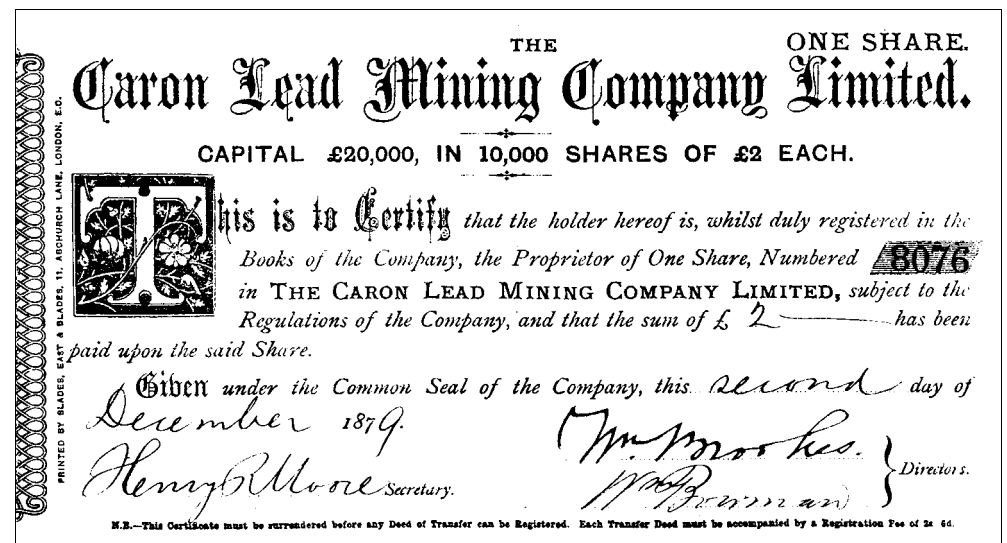 THE
ONE SHARE.
Caron Lead Mining Company Limited.
CAPITAL £20,000, IN 10,000 SHARES OF £2 EACH.
This is to Certify that the holder hereof is, whilst duly registered in the
Books of the Company, the Proprietor of One Share, Numbered 8076
in THE CARON LEAD MINING COMPANY LIMITED, subject to the
Regulations of the Company, and that the sum of £ 2 has been
paid upon the said Share.
Given under the Common Seal of the Company, this second day of
December 1879.
Wm Brookes.
Henry R Moore Secretary.
Wm Bowman
Directors.
N.B.—This Certificate must be surrendered before any Deed of Transfer can be Registered. Each Transfer Deed must be accompanied by a Registration Fee of 2s 6d.
PRINTED BY BLADES, EAST & BLADES, 11, ABCHURCH LANE, LONDON, E.C.